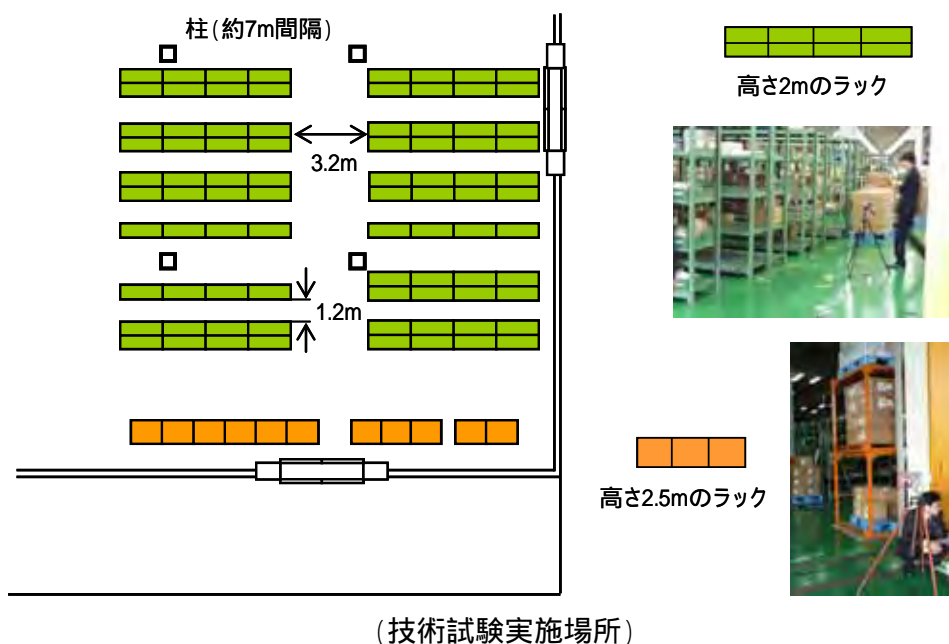 柱(約7m間隔)
3.2m
1.2m
高さ2mのラック
高さ2.5mのラック
(技術試験実施場所)